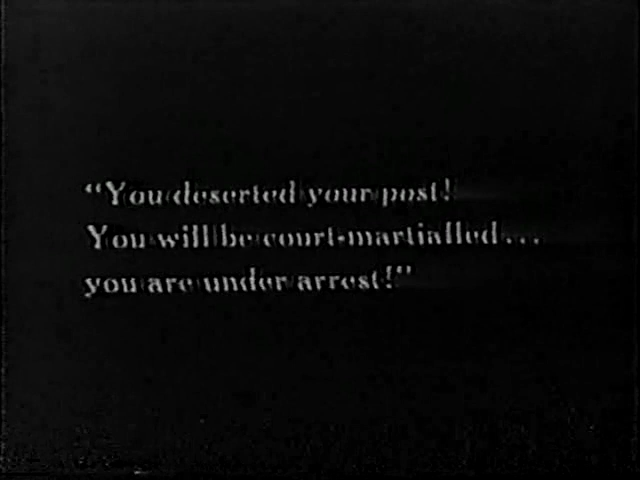 “You deserted your post!
You will be court-martialled...
you are under arrest!”